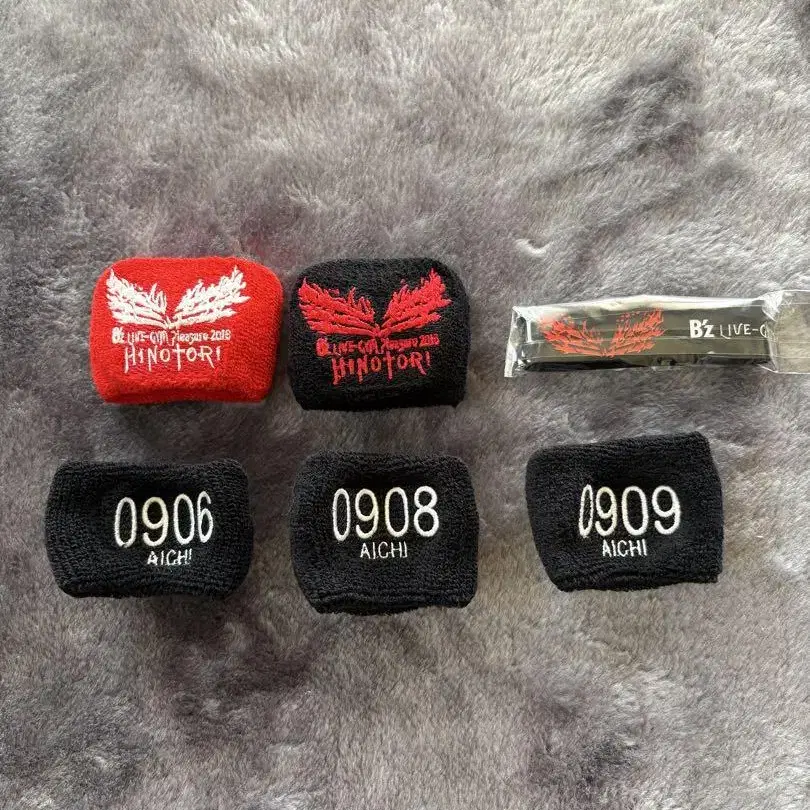 B'z LIVE-GYM Pleasure 2018
HINOTORI
B'z LIVE-GYM Pleasure 2018
HINOTORI
B'z LIVE-G
0906
AICHI
0908
AICHI
0909
AICHI